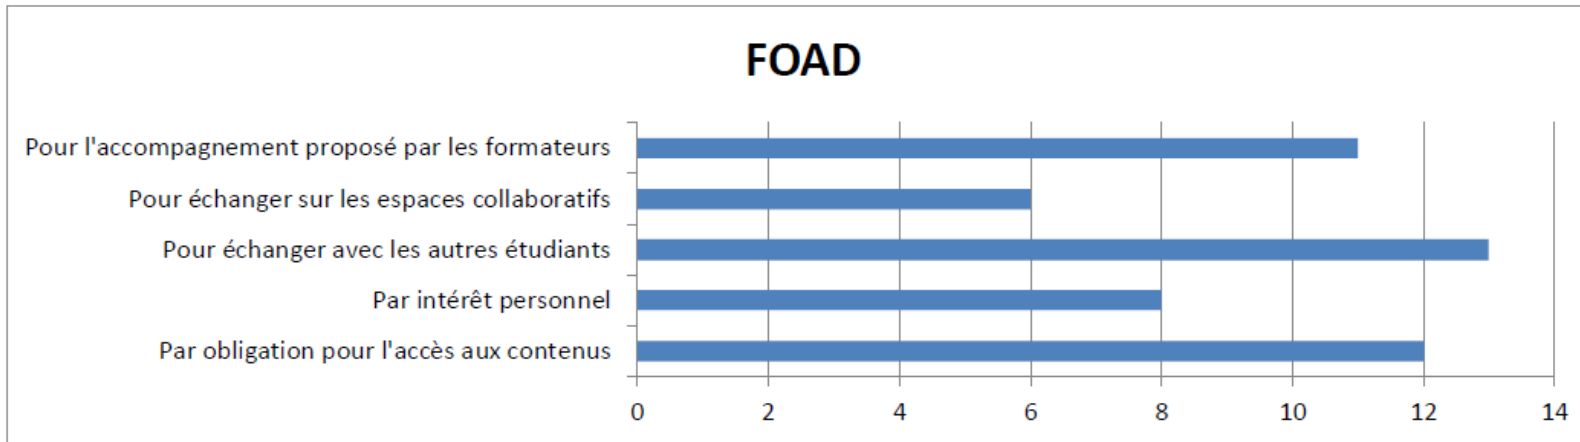 FOAD
Pour l'accompagnement proposé par les formateurs
Pour échanger sur les espaces collaboratifs
Pour échanger avec les autres étudiants
Par intérêt personnel
Par obligation pour l'accès aux contenus
0 2 4 6 8 10 12 14